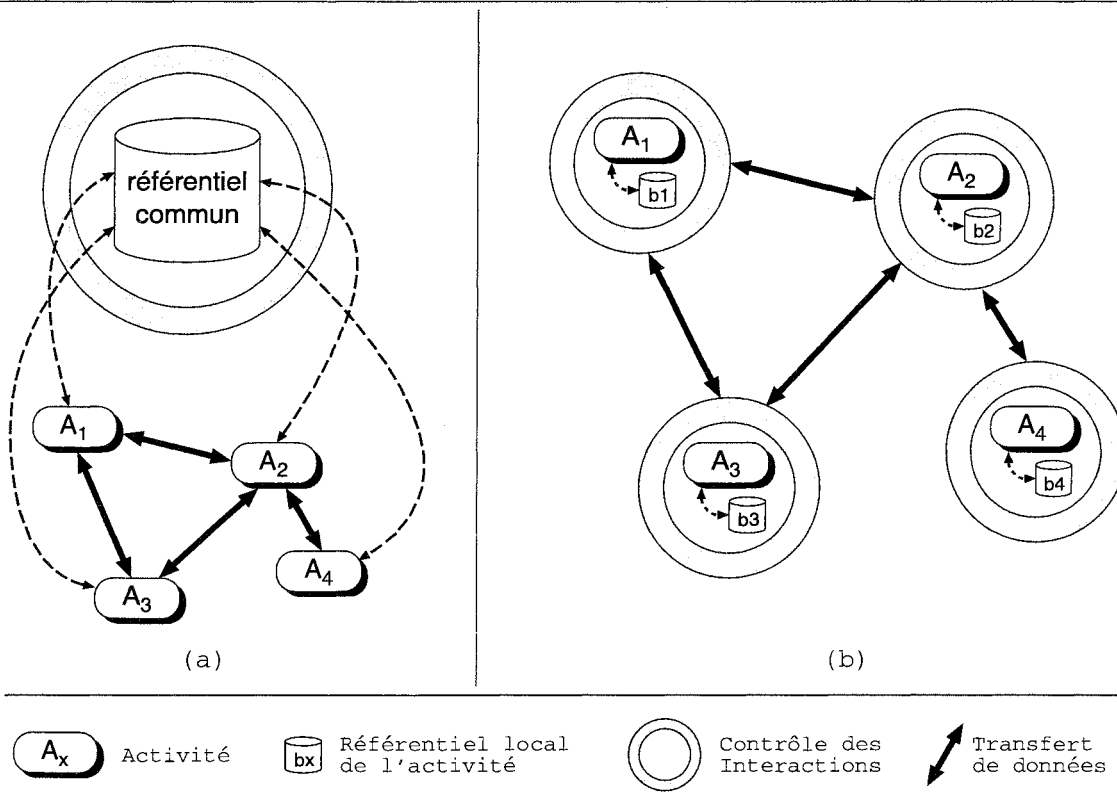 référentiel
commun
A1
A2
A3
A4
(a)
A1
b1
A2
b2
A3
b3
A4
b4
(b)
Ax
Activité
bx
Référentiel local
de l'activité
Contrôle des
Interactions
Transfert
de données